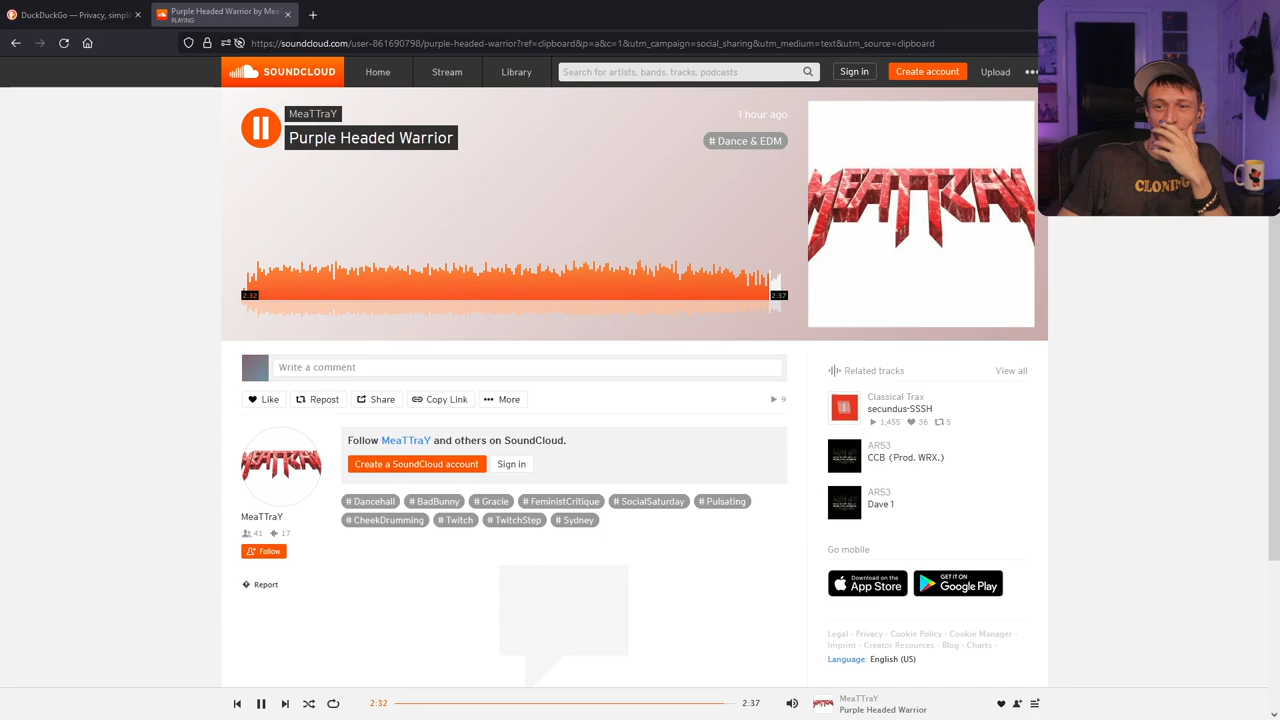 DuckDuckGo — Privacy, simpli
Purple Headed Warrior by Mea
PLAYING
https://soundcloud.com/user-861690798/purple-headed-warrior?ref=clipboard&p=a&c=1&utm_campaign=social_sharing&utm_medium=text&utm_source=clipboard
SOUNDCLOUD Home Stream Library Search for artists, bands, tracks, podcasts Sign in Create account Upload
MeaTTraY 1 hour ago
Purple Headed Warrior # Dance & EDM
MEATTRAY
CLONING
2:32 2:37
Write a comment
Like Repost Share Copy Link More 9
Follow MeaTTraY and others on SoundCloud.
Create a SoundCloud account Sign in
MEATTRAY
# Dancehall # BadBunny # Gracie # FeministCritique # SocialSaturday # Pulsating
# CheekDrumming # Twitch # TwitchStep # Sydney
MeaTTraY
41 17
Follow
Report
Related tracks View all
Classical Trax
secundus-SSSH
1,455 36 5
AR53
CCB (Prod. WRX.)
AR53
Dave 1
Go mobile
Download on the App Store
GET IT ON Google Play
Legal - Privacy - Cookie Policy - Cookie Manager -
Imprint - Creator Resources - Blog - Charts -
Language: English (US)
2:32 2:37
MeaTTraY
Purple Headed Warrior